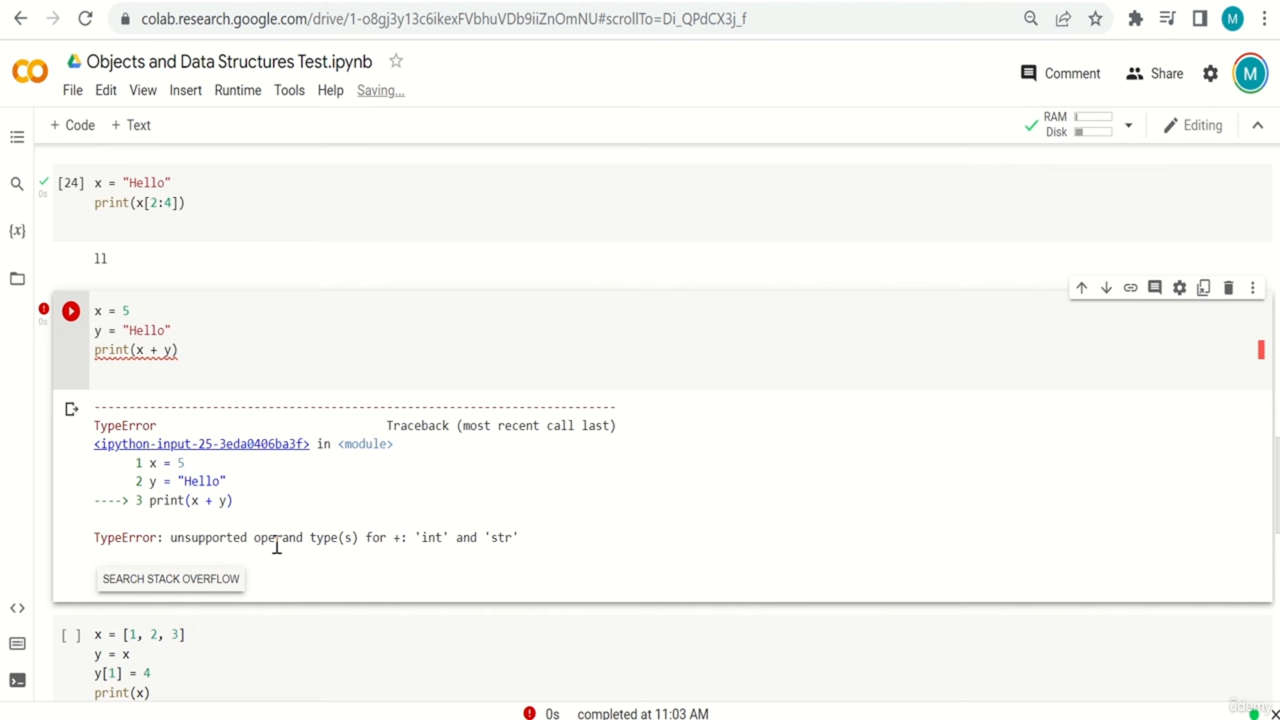 colab.research.google.com/drive/1-o8gj3y13c6ikexFVbhuVDb9iiZnOmNU#scrollTo=Di_QPdCX3j_f
M
Objects and Data Structures Test.ipynb
File Edit View Insert Runtime Tools Help Saving...
Comment Share M
+ Code + Text
RAM
Disk
Editing
[24] x = "Hello"
0s
print(x[2:4])
{x}
ll
x = 5
0s
y = "Hello"
print(x + y)
---------------------------------------------------------------------------
TypeError Traceback (most recent call last)
<ipython-input-25-3eda0406ba3f> in <module>
1 x = 5
2 y = "Hello"
----> 3 print(x + y)
TypeError: unsupported operand type(s) for +: 'int' and 'str'
SEARCH STACK OVERFLOW
[ ] x = [1, 2, 3]
y = x
y[1] = 4
print(x)
0s completed at 11:03 AM
ûdemy